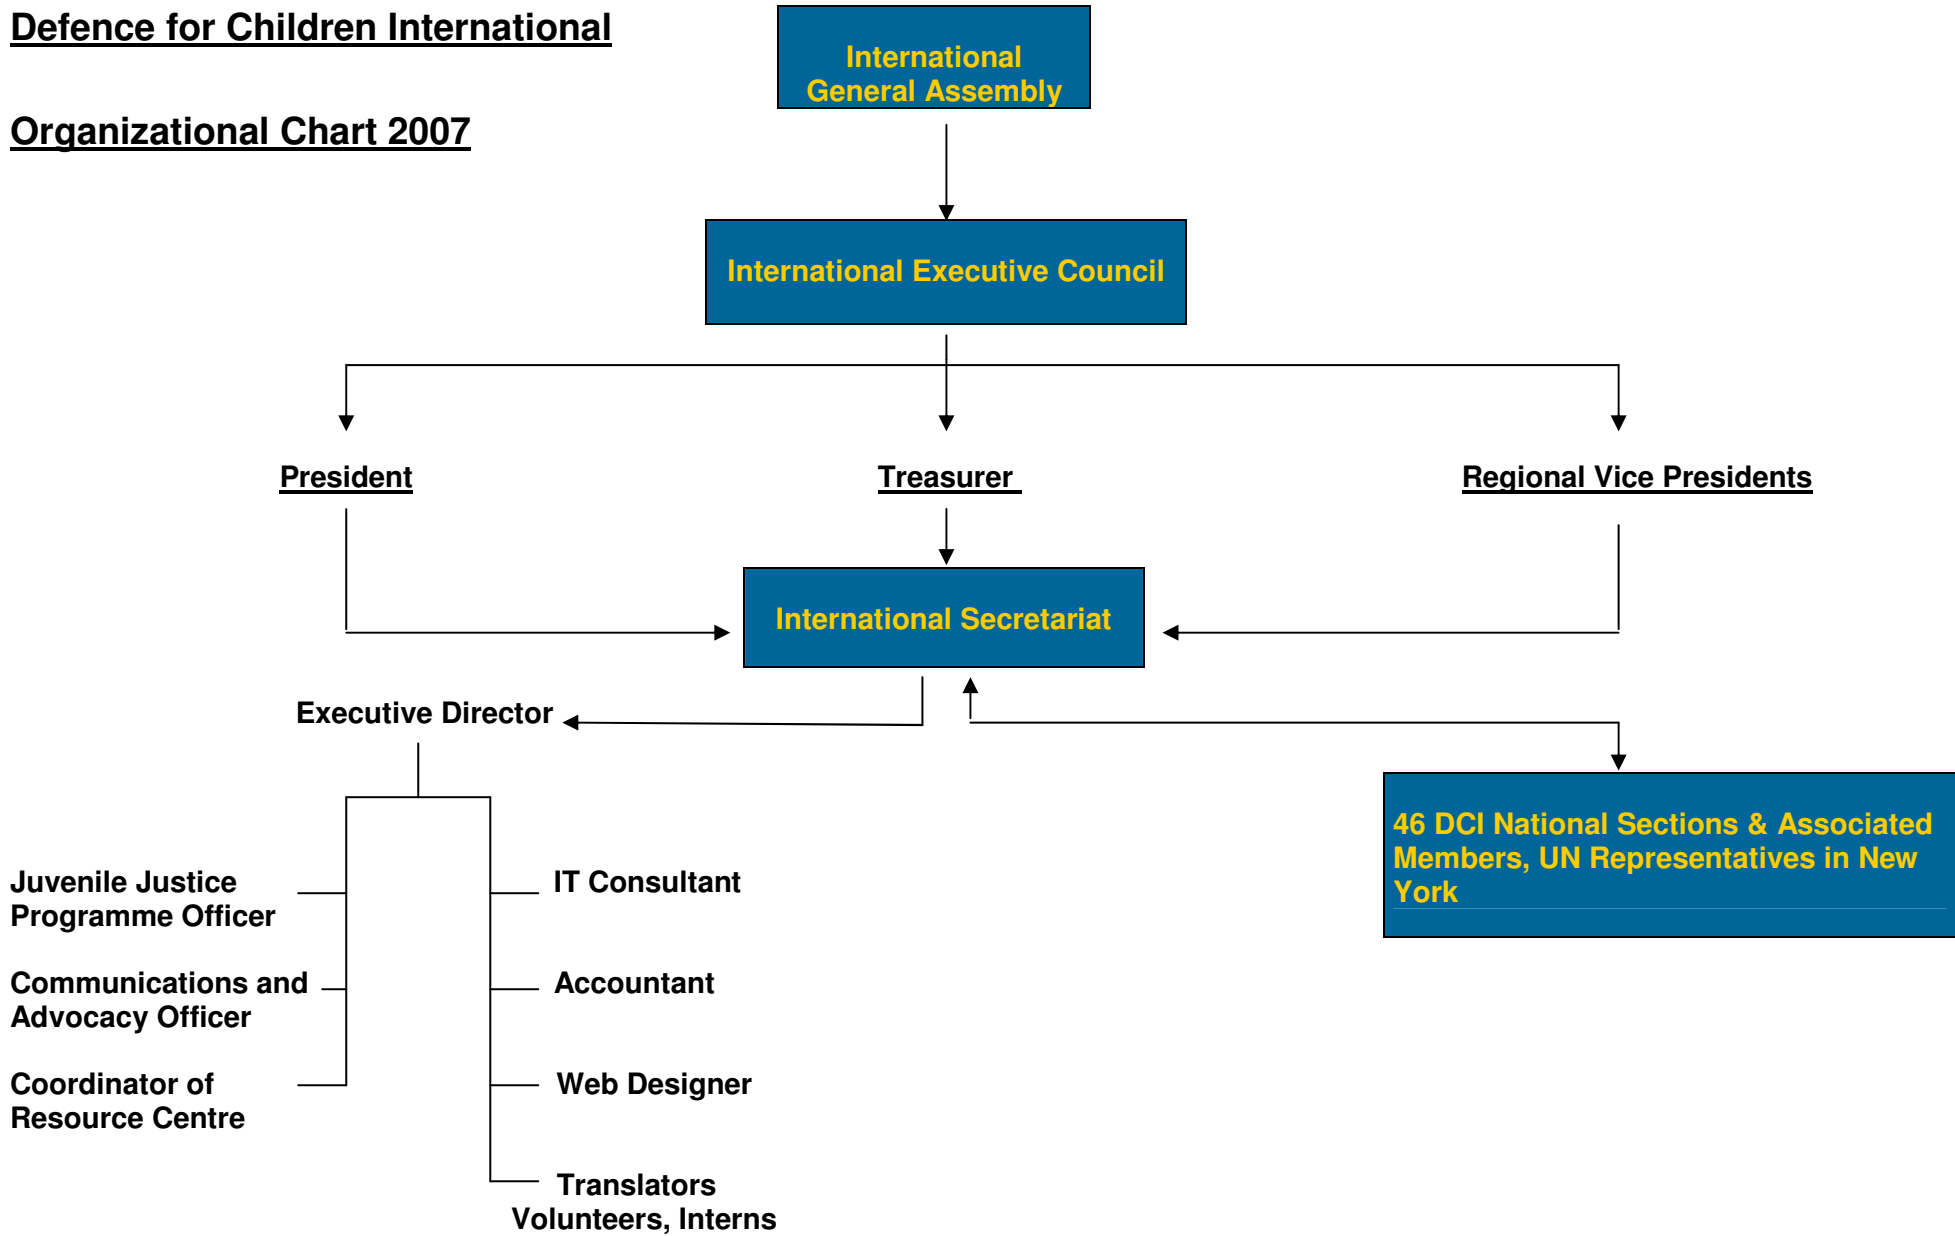 Defence for Children International
Organizational Chart 2007
International
General Assembly
International Executive Council
President
Treasurer
Regional Vice Presidents
International Secretariat
Executive Director
46 DCI National Sections & Associated
Members, UN Representatives in New
York
Juvenile Justice
Programme Officer
Communications and
Advocacy Officer
Coordinator of
Resource Centre
IT Consultant
Accountant
Web Designer
Translators
Volunteers, Interns